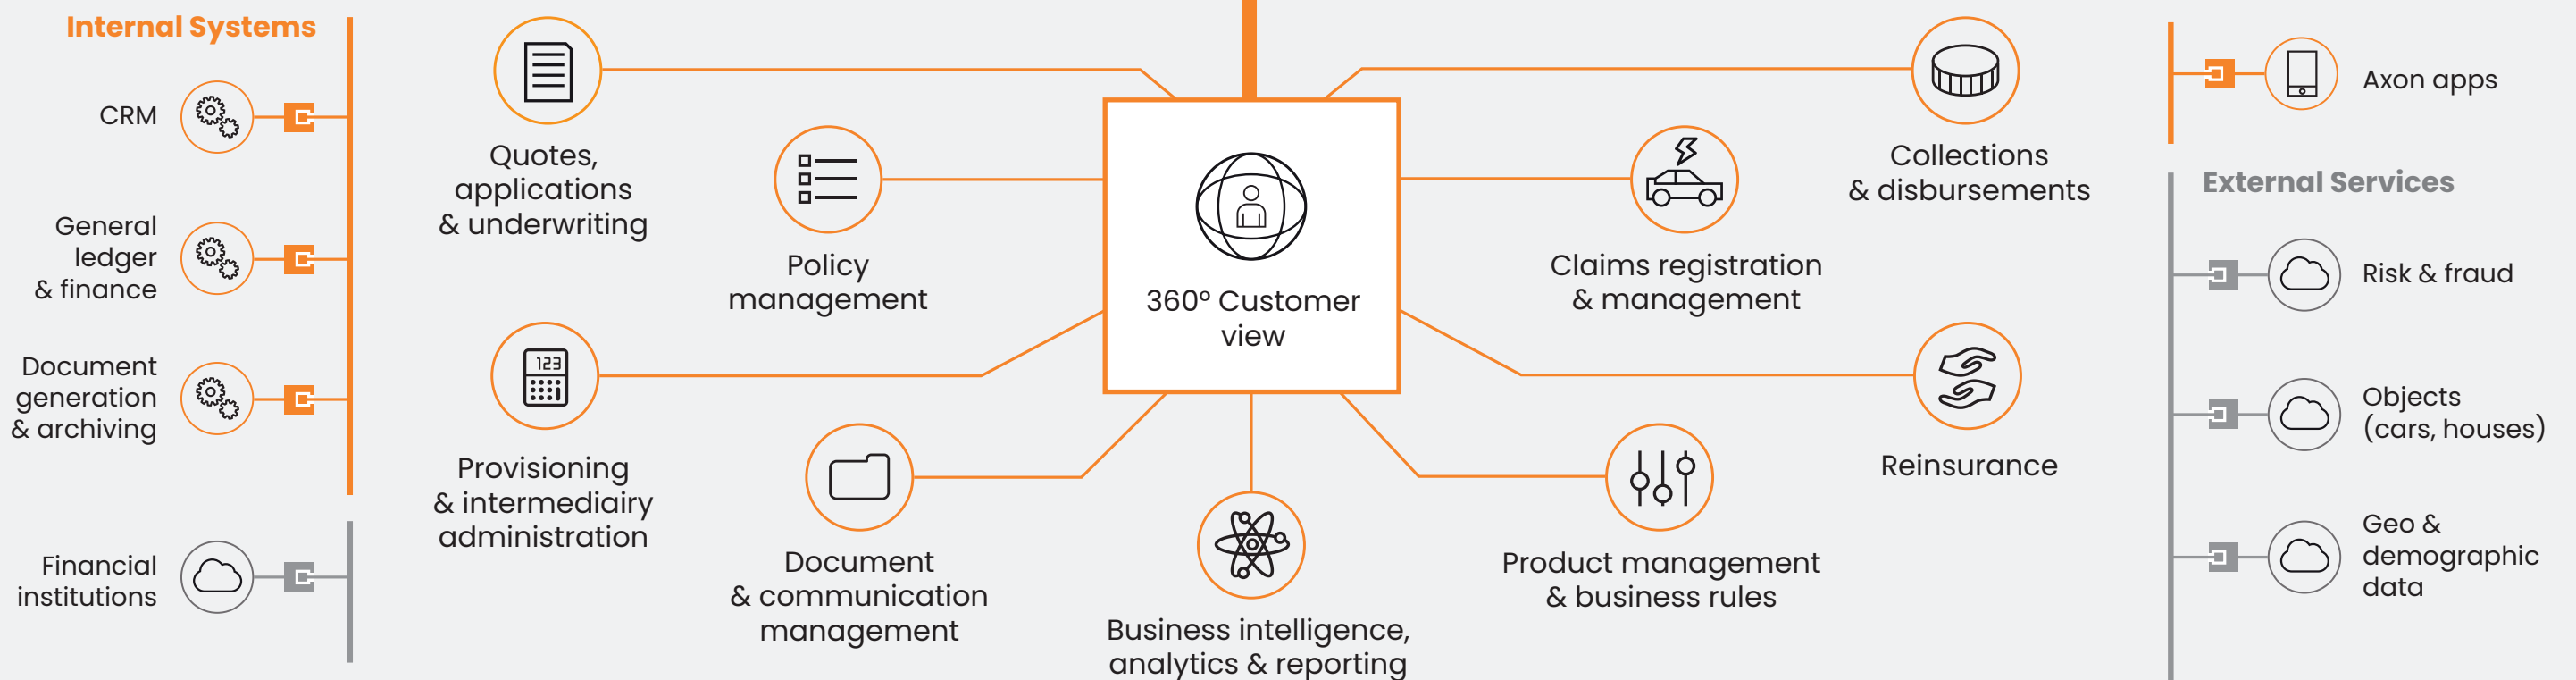 Internal Systems
CRM
General
ledger
& finance
Document
generation
& archiving
Financial
institutions
Quotes,
applications
& underwriting
Policy
management
123
Provisioning
& intermediairy
administration
Document
& communication
management
360º Customer
view
Business intelligence,
analytics & reporting
Claims registration
& management
Collections
& disbursements
Product management
& business rules
Reinsurance
Axon apps
External Services
Risk & fraud
Objects
(cars, houses)
Geo &
demographic
data